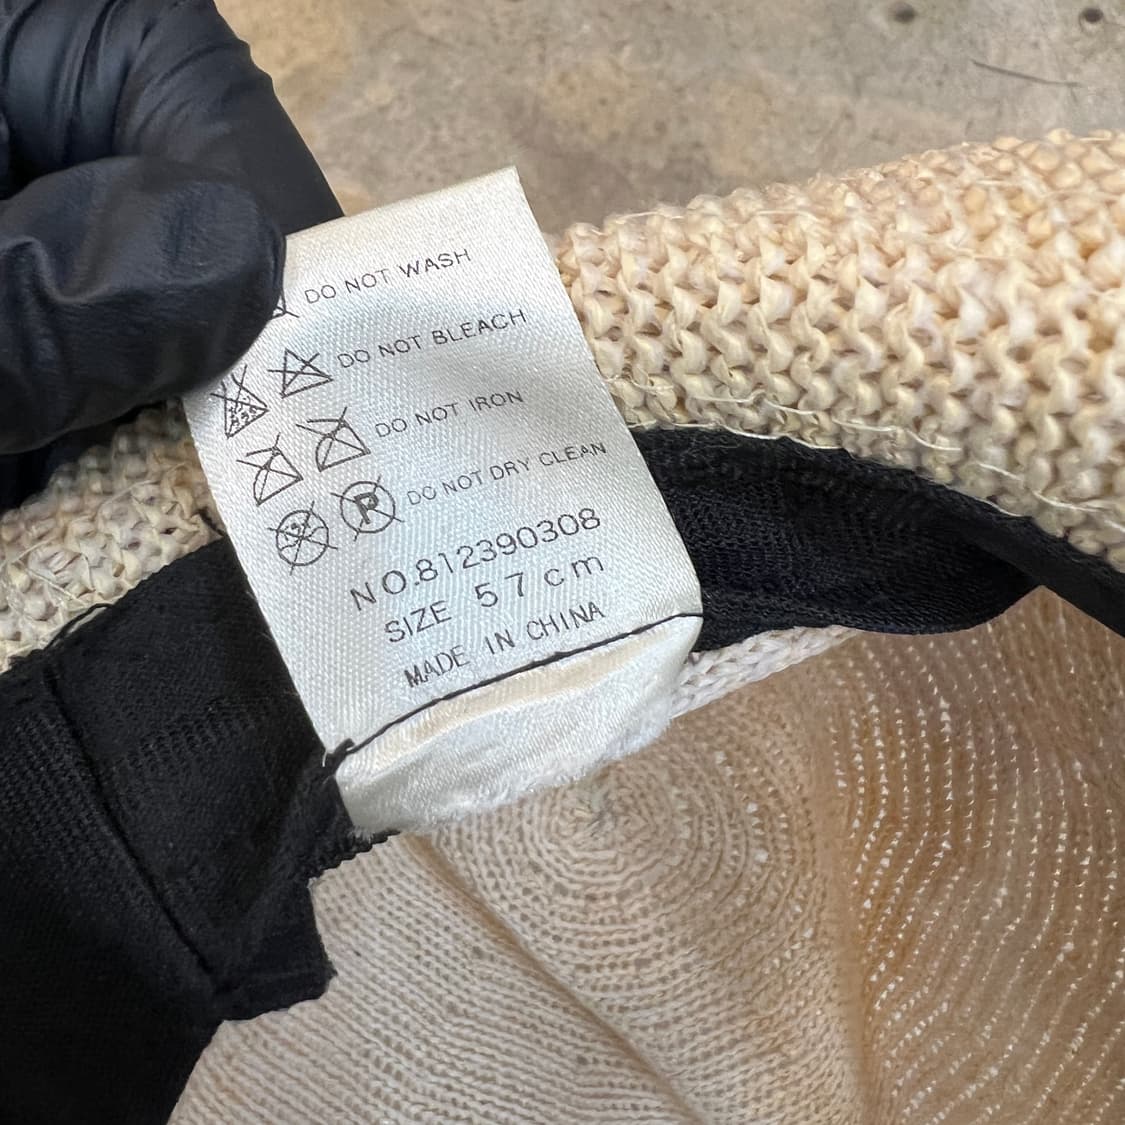 DO NOT WASH
DO NOT BLEACH
DO NOT IRON
P DO NOT DRY CLEAN
NO.812390308
SIZE 57cm
MADE IN CHINA